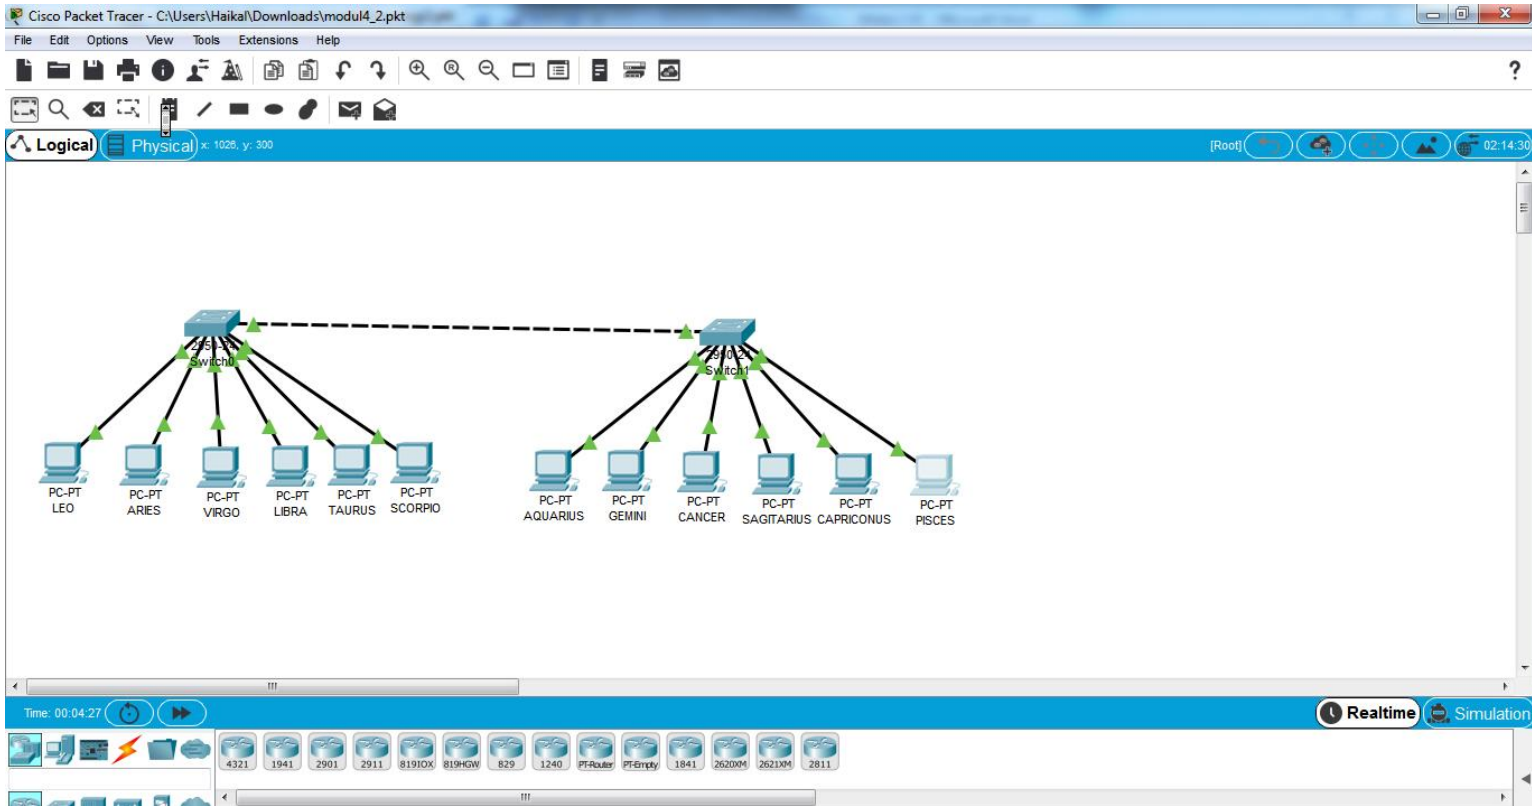 Cisco Packet Tracer - C:\Users\Haikal\Downloads\modul4_2.pkt
File Edit Options View Tools Extensions Help
?
Logical Physical x: 1026, y: 300 [Root] 02:14:30
2950-24
Switch0
2950-24
Switch1
PC-PT
LEO
PC-PT
ARIES
PC-PT
VIRGO
PC-PT
LIBRA
PC-PT
TAURUS
PC-PT
SCORPIO
PC-PT
AQUARIUS
PC-PT
GEMINI
PC-PT
CANCER
PC-PT
SAGITARIUS
PC-PT
CAPRICONUS
PC-PT
PISCES
Time: 00:04:27 Realtime Simulation
4321 1941 2901 2911 819IOX 819HGW 829 1240 PT-Router PT-Empty 1841 2620XM 2621XM 2811